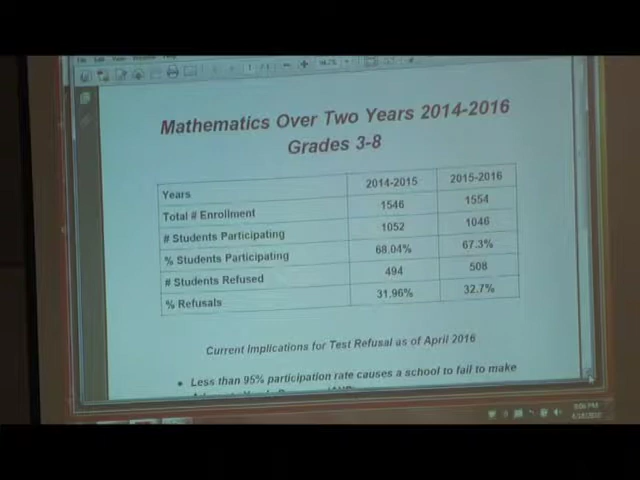 Mathematics Over Two Years 2014-2016
Grades 3-8
Years 2014-2015 2015-2016
Total # Enrollment 1546 1554
# Students Participating 1052 1046
% Students Participating 68.04% 67.3%
# Students Refused 494 508
% Refusals 31.96% 32.7%
Current Implications for Test Refusal as of April 2016
• Less than 95% participation rate causes a school to fail to make